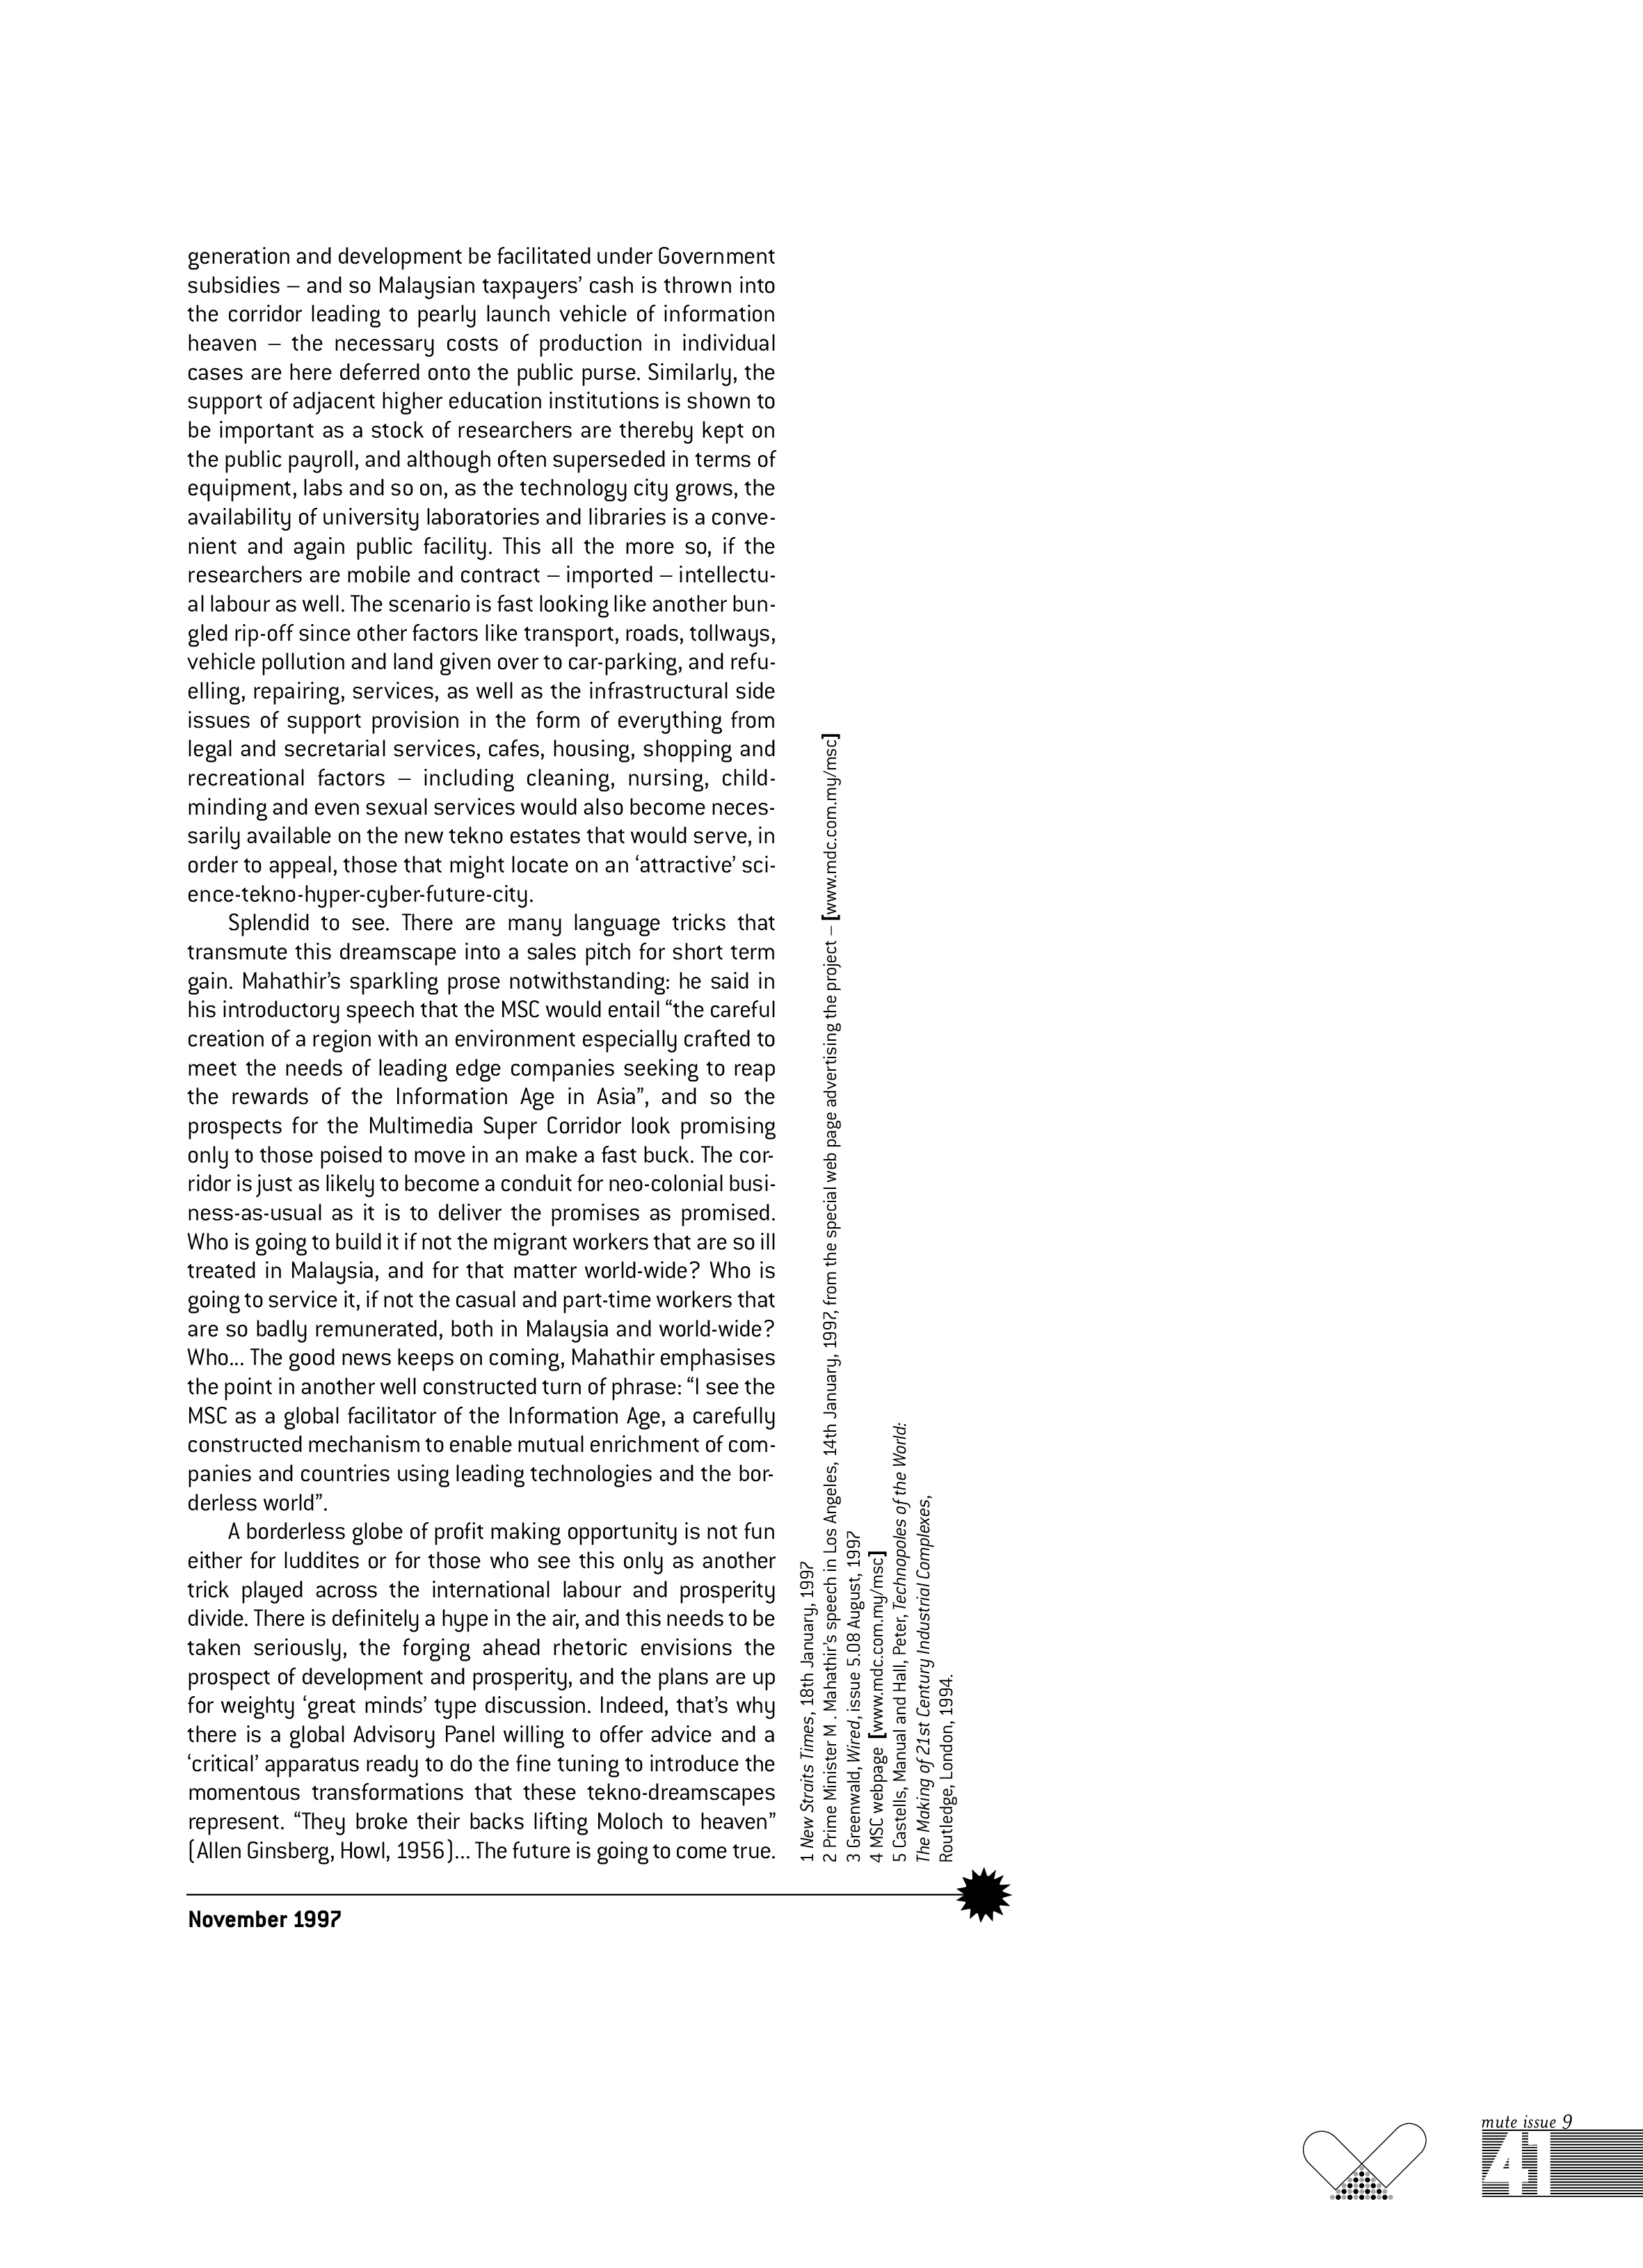 generation and development be facilitated under Government
subsidies – and so Malaysian taxpayers’ cash is thrown into
the corridor leading to pearly launch vehicle of information
heaven – the necessary costs of production in individual
cases are here deferred onto the public purse. Similarly, the
support of adjacent higher education institutions is shown to
be important as a stock of researchers are thereby kept on
the public payroll, and although often superseded in terms of
equipment, labs and so on, as the technology city grows, the
availability of university laboratories and libraries is a conve-
nient and again public facility. This all the more so, if the
researchers are mobile and contract – imported – intellectu-
al labour as well. The scenario is fast looking like another bun-
gled rip-off since other factors like transport, roads, tollways,
vehicle pollution and land given over to car-parking, and refu-
elling, repairing, services, as well as the infrastructural side
issues of support provision in the form of everything from
legal and secretarial services, cafes, housing, shopping and
recreational factors – including cleaning, nursing, child-
minding and even sexual services would also become neces-
sarily available on the new tekno estates that would serve, in
order to appeal, those that might locate on an ‘attractive’ sci-
ence-tekno-hyper-cyber-future-city.
Splendid to see. There are many language tricks that
transmute this dreamscape into a sales pitch for short term
gain. Mahathir’s sparkling prose notwithstanding: he said in
his introductory speech that the MSC would entail “the careful
creation of a region with an environment especially crafted to
meet the needs of leading edge companies seeking to reap
the rewards of the Information Age in Asia”, and so the
prospects for the Multimedia Super Corridor look promising
only to those poised to move in an make a fast buck. The cor-
ridor is just as likely to become a conduit for neo-colonial busi-
ness-as-usual as it is to deliver the promises as promised.
Who is going to build it if not the migrant workers that are so ill
treated in Malaysia, and for that matter world-wide? Who is
going to service it, if not the casual and part-time workers that
are so badly remunerated, both in Malaysia and world-wide?
Who... The good news keeps on coming, Mahathir emphasises
the point in another well constructed turn of phrase: “I see the
MSC as a global facilitator of the Information Age, a carefully
constructed mechanism to enable mutual enrichment of com-
panies and countries using leading technologies and the bor-
derless world”.
A borderless globe of profit making opportunity is not fun
either for luddites or for those who see this only as another
trick played across the international labour and prosperity
divide. There is definitely a hype in the air, and this needs to be
taken seriously, the forging ahead rhetoric envisions the
prospect of development and prosperity, and the plans are up
for weighty ‘great minds’ type discussion. Indeed, that’s why
there is a global Advisory Panel willing to offer advice and a
‘critical’ apparatus ready to do the fine tuning to introduce the
momentous transformations that these tekno-dreamscapes
represent. “They broke their backs lifting Moloch to heaven”
(Allen Ginsberg, Howl, 1956)... The future is going to come true.
1 New Straits Times, 18th January, 1997
2 Prime Minister M . Mahathir’s speech in Los Angeles, 14th January, 1997, from the special web page advertising the project – [www.mdc.com.my/msc]
3 Greenwald, Wired, issue 5.08 August, 1997
4 MSC webpage [www.mdc.com.my/msc]
5 Castells, Manual and Hall, Peter, Technopoles of the World:
The Making of 21st Century Industrial Complexes,
Routledge, London, 1994.
November 1997
mute issue 9
41